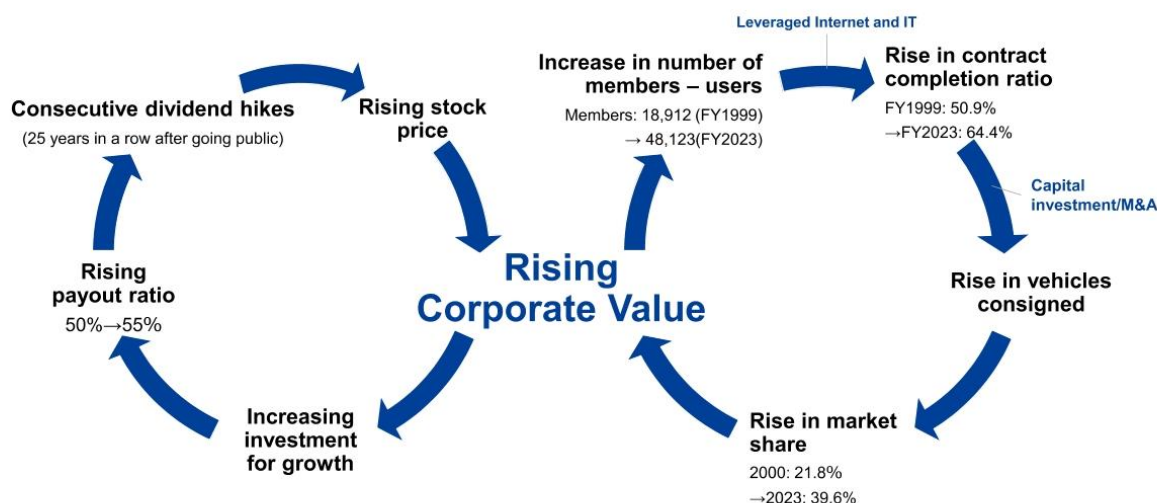 Consecutive dividend hikes
(25 years in a row after going public)
Rising stock
price
Rising
payout ratio
50%→55%
Increasing
investment
for growth
Rising
Corporate Value
Increase in number of
members – users
Members: 18,912 (FY1999)
→ 48,123(FY2023)
Leveraged Internet and IT
Rise in contract
completion ratio
FY1999: 50.9%
→FY2023: 64.4%
Capital
investment/M&A
Rise in vehicles
consigned
Rise in market
share
2000: 21.8%
→2023: 39.6%